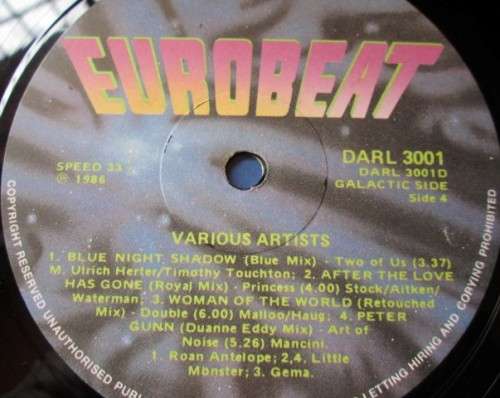 EUROBEAT
SPEED 33
℗ 1986
DARL 3001
DARL 3001D
GALACTIC SIDE
Side 4
VARIOUS ARTISTS
1. BLUE NIGHT SHADOW (Blue Mix) - Two of Us (3.37)
M. Ulrich Herter/Timothy Touchton; 2. AFTER THE LOVE
HAS GONE (Royal Mix) - Princess (4.00) Stock/Aitken/
Waterman; 3. WOMAN OF THE WORLD (Retouched
Mix) - Double (6.00) Malloo/Haug; 4. PETER
GUNN (Duanne Eddy Mix) - Art of
Noise (5.26) Mancini.
1. Roan Antelope; 2,4. Little
Monster; 3. Gema.
COPYRIGHT RESERVED UNAUTHORISED PUBL
LETTING HIRING AND COPYING PROHIBITED